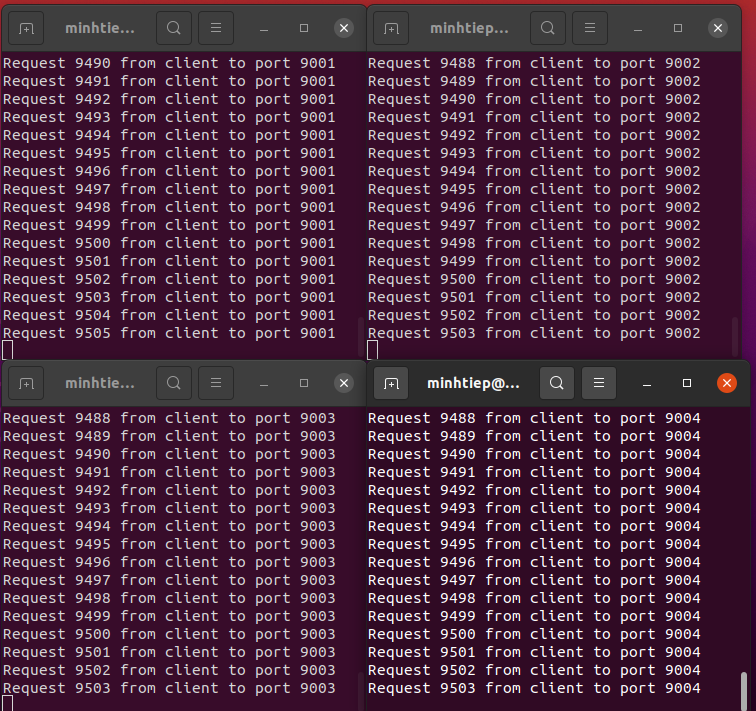 minhtie...
Request 9490 from client to port 9001
Request 9491 from client to port 9001
Request 9492 from client to port 9001
Request 9493 from client to port 9001
Request 9494 from client to port 9001
Request 9495 from client to port 9001
Request 9496 from client to port 9001
Request 9497 from client to port 9001
Request 9498 from client to port 9001
Request 9499 from client to port 9001
Request 9500 from client to port 9001
Request 9501 from client to port 9001
Request 9502 from client to port 9001
Request 9503 from client to port 9001
Request 9504 from client to port 9001
Request 9505 from client to port 9001
minhtiep...
Request 9488 from client to port 9002
Request 9489 from client to port 9002
Request 9490 from client to port 9002
Request 9491 from client to port 9002
Request 9492 from client to port 9002
Request 9493 from client to port 9002
Request 9494 from client to port 9002
Request 9495 from client to port 9002
Request 9496 from client to port 9002
Request 9497 from client to port 9002
Request 9498 from client to port 9002
Request 9499 from client to port 9002
Request 9500 from client to port 9002
Request 9501 from client to port 9002
Request 9502 from client to port 9002
Request 9503 from client to port 9002
minhtie...
Request 9488 from client to port 9003
Request 9489 from client to port 9003
Request 9490 from client to port 9003
Request 9491 from client to port 9003
Request 9492 from client to port 9003
Request 9493 from client to port 9003
Request 9494 from client to port 9003
Request 9495 from client to port 9003
Request 9496 from client to port 9003
Request 9497 from client to port 9003
Request 9498 from client to port 9003
Request 9499 from client to port 9003
Request 9500 from client to port 9003
Request 9501 from client to port 9003
Request 9502 from client to port 9003
Request 9503 from client to port 9003
minhtiep@...
Request 9488 from client to port 9004
Request 9489 from client to port 9004
Request 9490 from client to port 9004
Request 9491 from client to port 9004
Request 9492 from client to port 9004
Request 9493 from client to port 9004
Request 9494 from client to port 9004
Request 9495 from client to port 9004
Request 9496 from client to port 9004
Request 9497 from client to port 9004
Request 9498 from client to port 9004
Request 9499 from client to port 9004
Request 9500 from client to port 9004
Request 9501 from client to port 9004
Request 9502 from client to port 9004
Request 9503 from client to port 9004